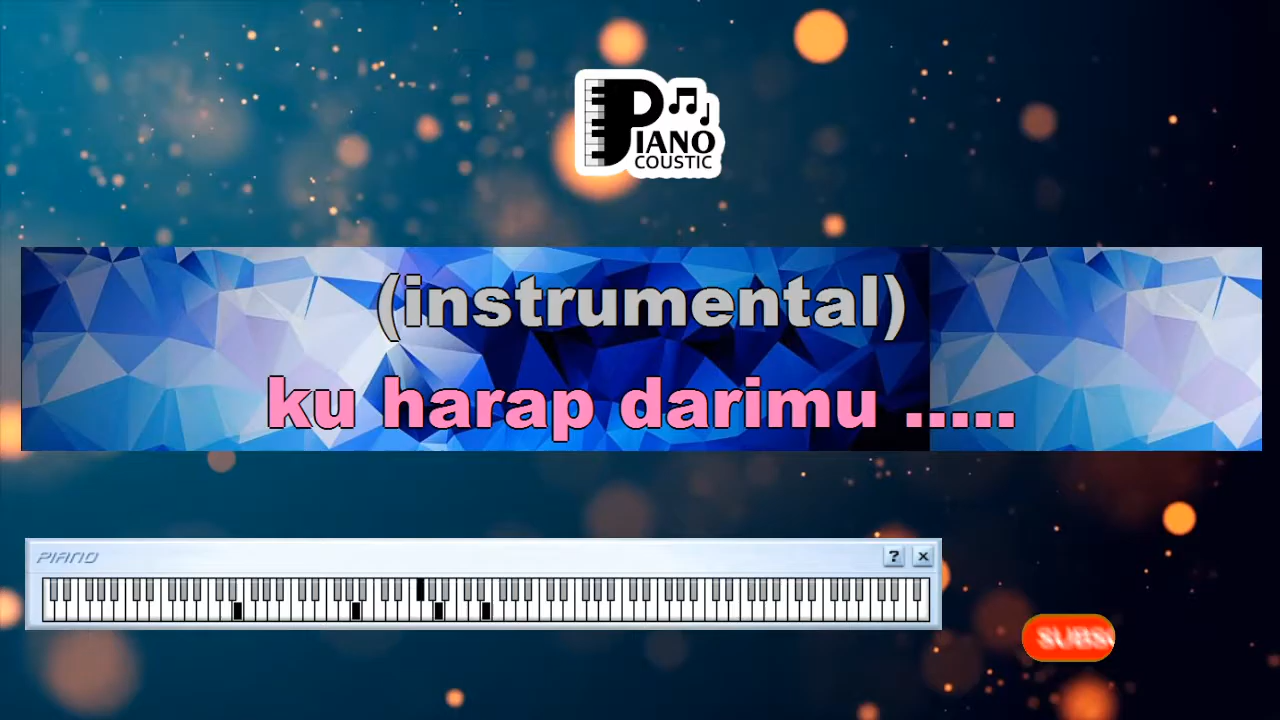 PIANO
COUSTIC
(instrumental)
ku harap darimu .....
PIANO
?
×